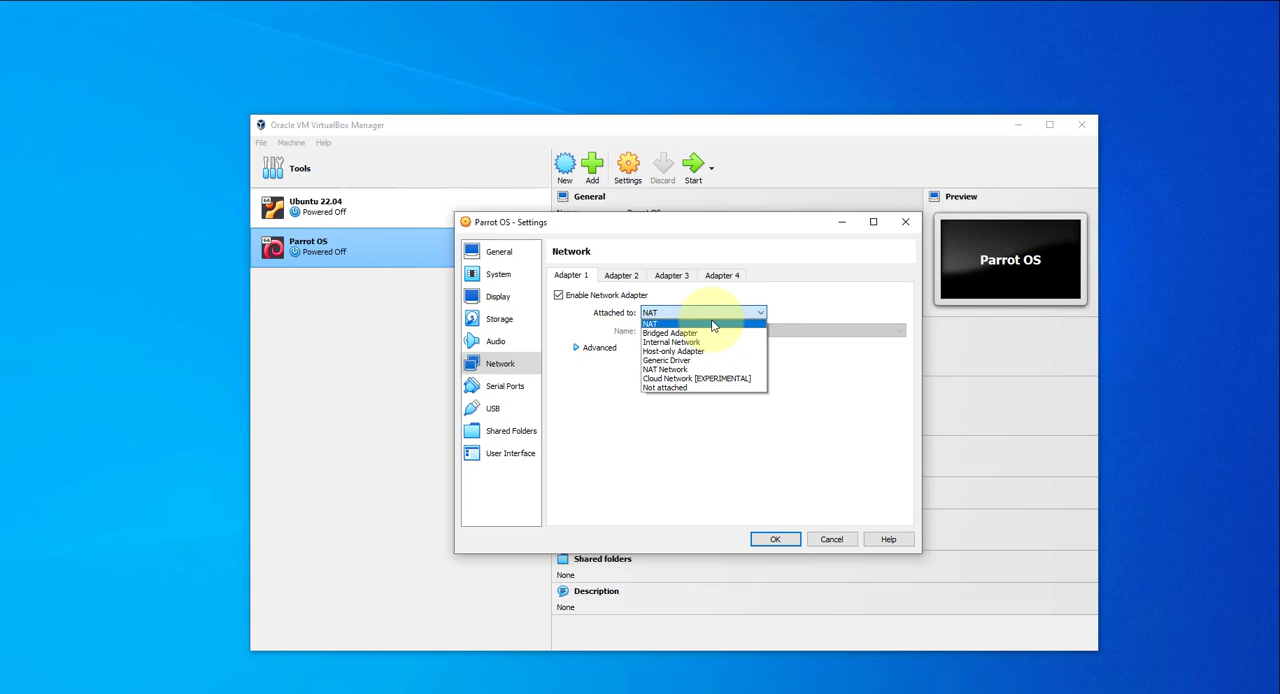 Oracle VM VirtualBox Manager
File Machine Help
Tools
New Add Settings Discard Start
Ubuntu 22.04
Powered Off
Parrot OS
Powered Off
General
Preview
Parrot OS
Parrot OS - Settings
General
System
Display
Storage
Audio
Network
Serial Ports
USB
Shared Folders
User Interface
Network
Adapter 1 Adapter 2 Adapter 3 Adapter 4
Enable Network Adapter
Attached to: NAT
NAT
Bridged Adapter
Internal Network
Host-only Adapter
Generic Driver
NAT Network
Cloud Network [EXPERIMENTAL]
Not attached
Name:
Advanced
OK Cancel Help
Shared folders
None
Description
None